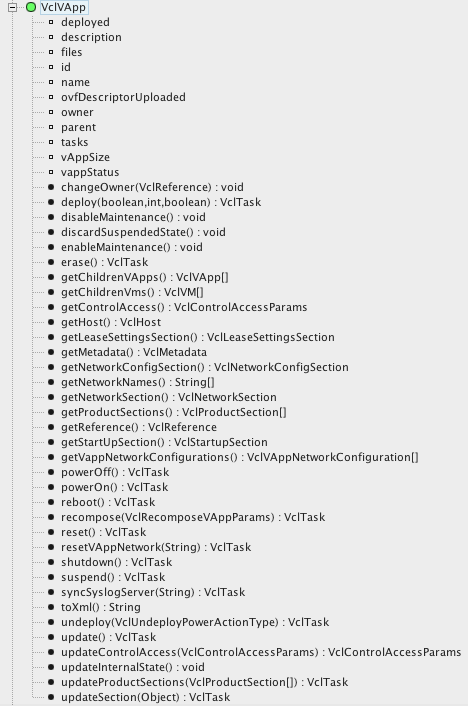 VclVApp
deployed
description
files
id
name
ovfDescriptorUploaded
owner
parent
tasks
vAppSize
vappStatus
changeOwner(VclReference) : void
deploy(boolean,int,boolean) : VclTask
disableMaintenance() : void
discardSuspendedState() : void
enableMaintenance() : void
erase() : VclTask
getChildrenVApps() : VclVApp[]
getChildrenVms() : VclVM[]
getControlAccess() : VclControlAccessParams
getHost() : VclHost
getLeaseSettingsSection() : VclLeaseSettingsSection
getMetadata() : VclMetadata
getNetworkConfigSection() : VclNetworkConfigSection
getNetworkNames() : String[]
getNetworkSection() : VclNetworkSection
getProductSections() : VclProductSection[]
getReference() : VclReference
getStartUpSection() : VclStartupSection
getVappNetworkConfigurations() : VclVAppNetworkConfiguration[]
powerOff() : VclTask
powerOn() : VclTask
reboot() : VclTask
recompose(VclRecomposeVAppParams) : VclTask
reset() : VclTask
resetVAppNetwork(String) : VclTask
shutdown() : VclTask
suspend() : VclTask
syncSyslogServer(String) : VclTask
toXml() : String
undeploy(VclUndeployPowerActionType) : VclTask
update() : VclTask
updateControlAccess(VclControlAccessParams) : VclControlAccessParams
updateInternalState() : void
updateProductSections(VclProductSection[]) : VclTask
updateSection(Object) : VclTask